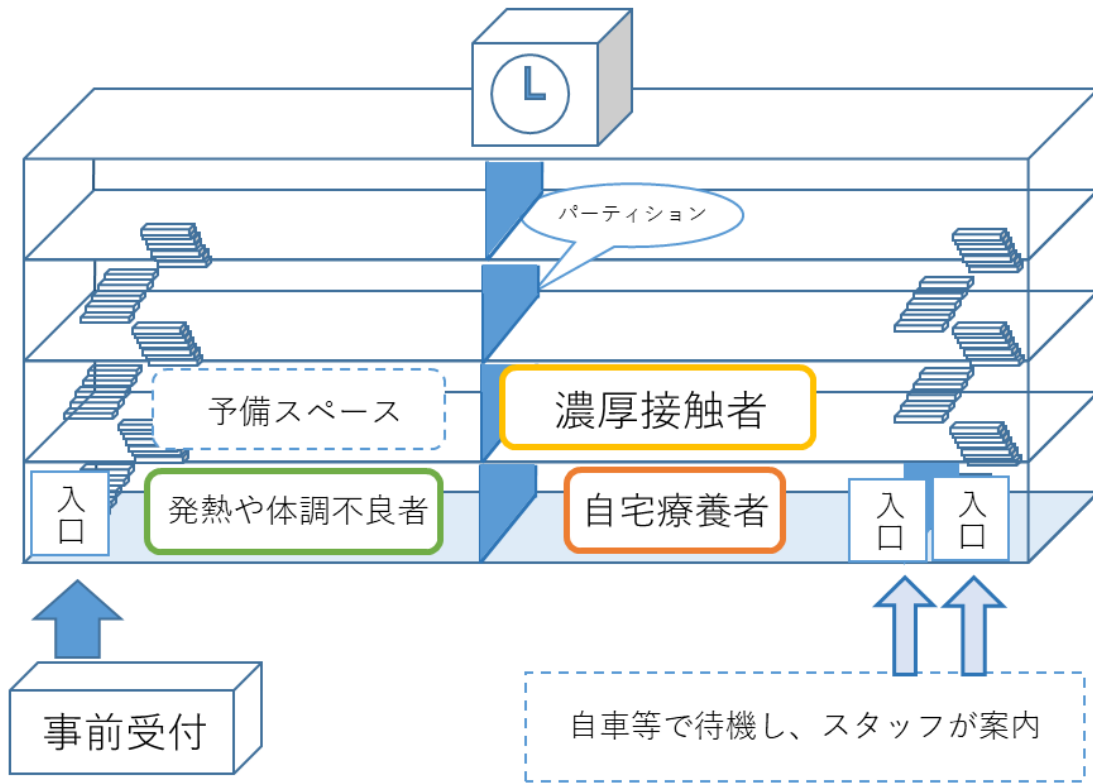 パーティション
予備スペース
濃厚接触者
入口
発熱や体調不良者
自宅療養者
入口
入口
事前受付
自車等で待機し、スタッフが案内